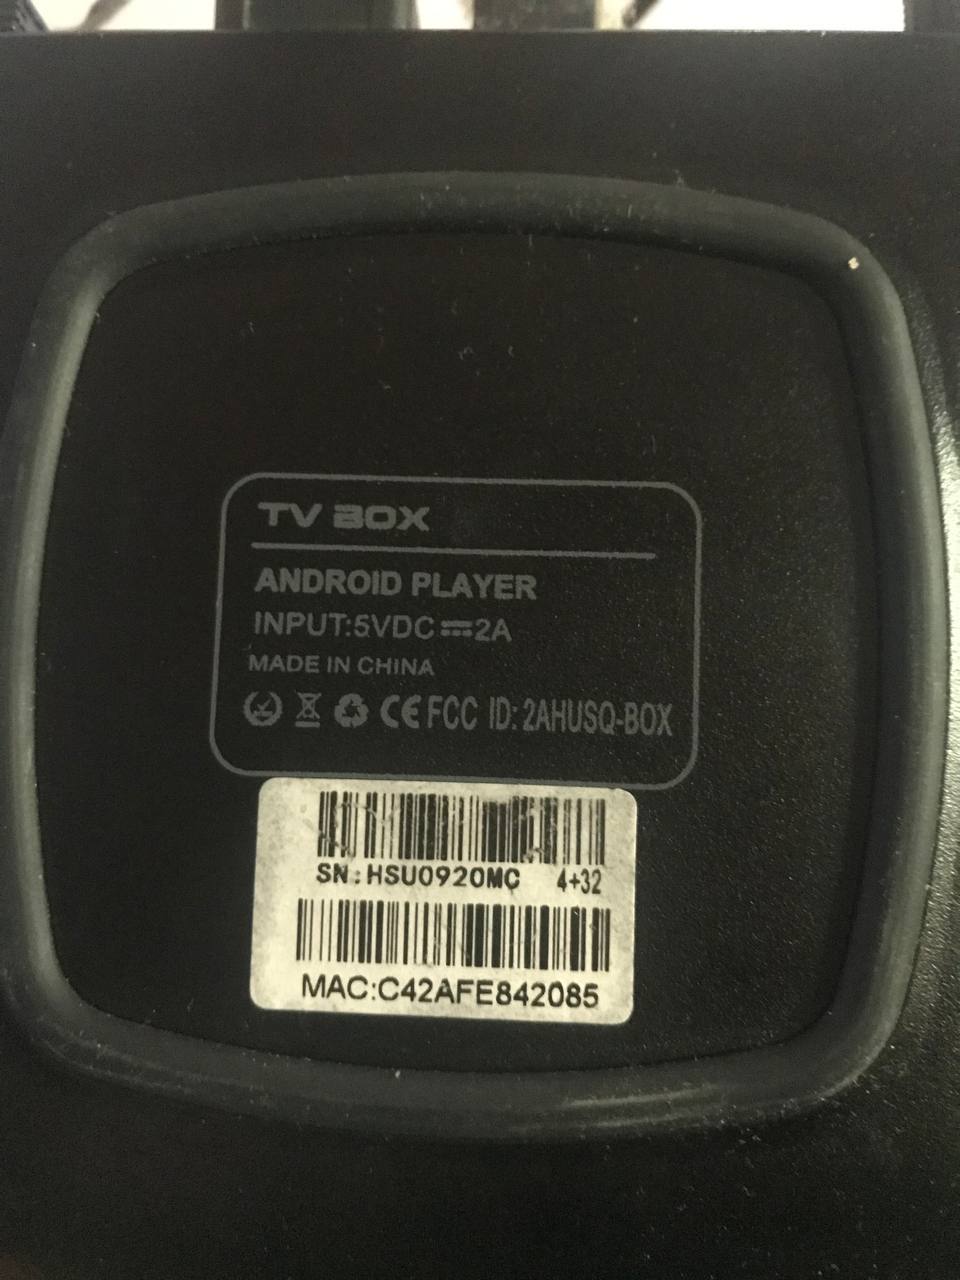 TV BOX
ANDROID PLAYER
INPUT:5VDC⎓2A
MADE IN CHINA
CE FCC ID: 2AHUSQ-BOX
SN:HSU0920MC 4+32
MAC:C42AFE842085